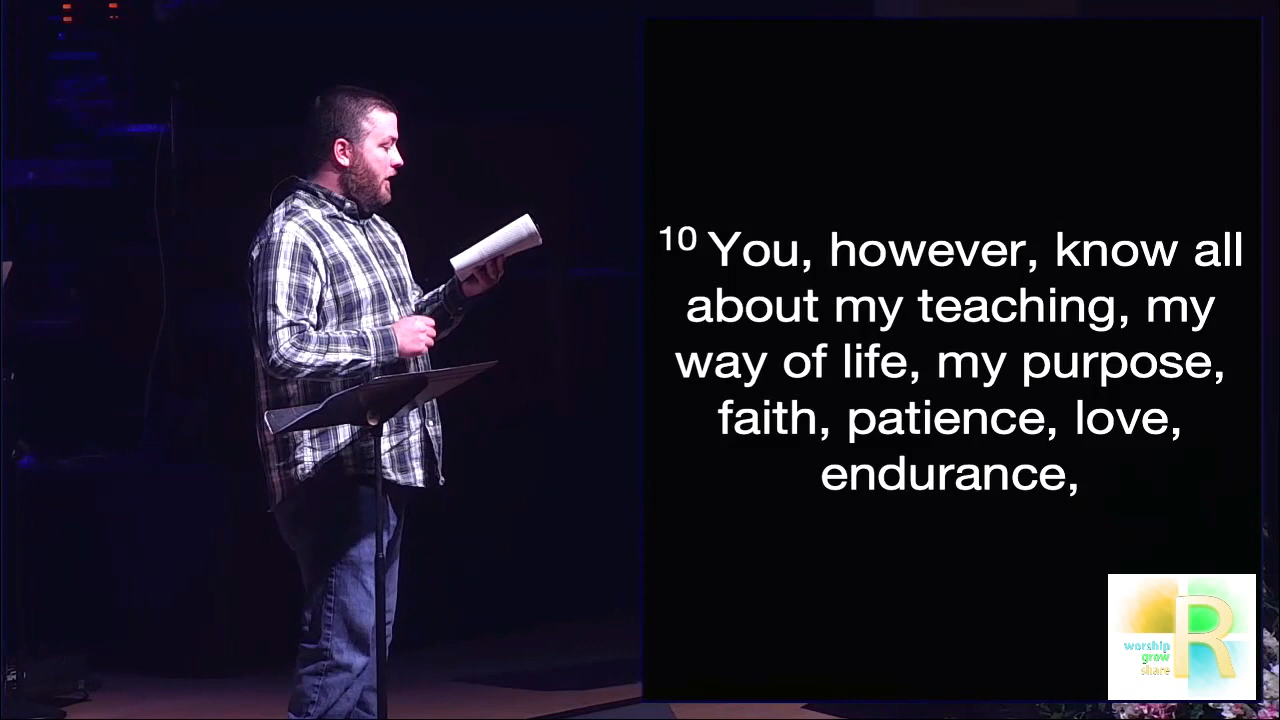 10 You, however, know all
about my teaching, my
way of life, my purpose,
faith, patience, love,
endurance,
R
worship
grow
share